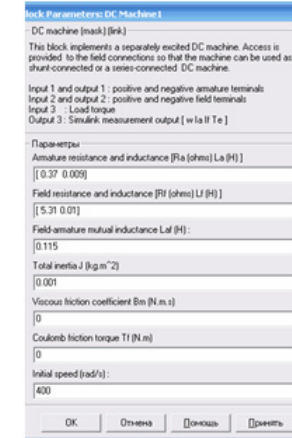 lock Parameters: DC Machine1
DC machine (mask) (link)
This block implements a separately excited DC machine. Access is
provided to the field connections so that the machine can be used as
shunt-connected or a series-connected DC machine.
Input 1 and output 1 : positive and negative armature terminals
Input 2 and output 2 : positive and negative field terminals
Input 3 : Load torque
Output 3 : Simulink measurement output [ w Ia If Te ]
Параметры
Armature resistance and inductance [Ra (ohms) La (H) ]
[ 0.37 0.009]
Field resistance and inductance [Rf (ohms) Lf (H) ]
[ 5.31 0.01]
Field-armature mutual inductance Laf (H) :
0.115
Total inertia J (kg.m^2)
0.001
Viscous friction coefficient Bm (N.m.s)
0
Coulomb friction torque Tf (N.m)
0
Initial speed (rad/s) :
400
OK Отмена Помощь Принять